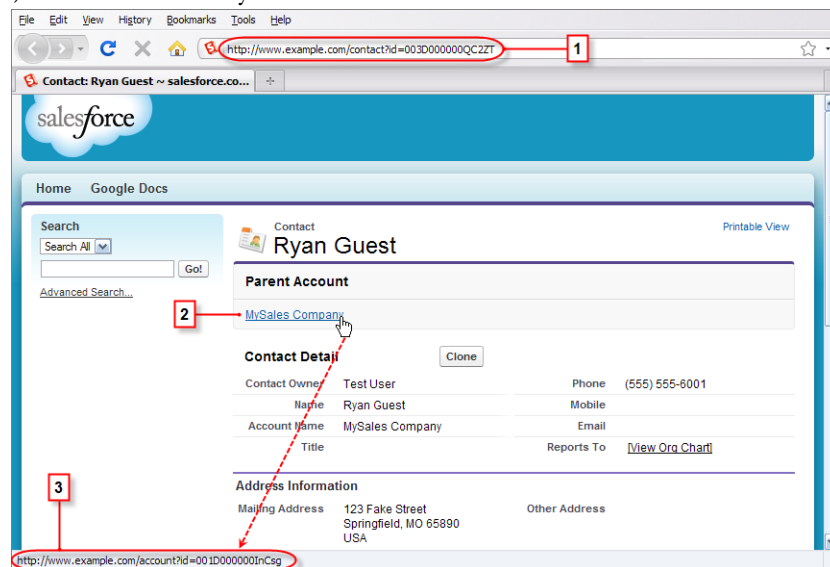 File Edit View History Bookmarks Tools Help
http://www.example.com/contact?id=003D000000QC2ZT 1
Contact: Ryan Guest ~ salesforce.co...
salesforce
Home Google Docs
Search
Search All
Go!
Advanced Search...
Contact
Ryan Guest
Printable View
Parent Account
2
MySales Company
Contact Detail Clone
Contact Owner Test User Phone (555) 555-6001
Name Ryan Guest Mobile
Account Name MySales Company Email
Title Reports To [View Org Chart]
Address Information
3
Mailing Address 123 Fake Street Other Address
Springfield, MO 65890
USA
http://www.example.com/account?id=001D000000InCsg